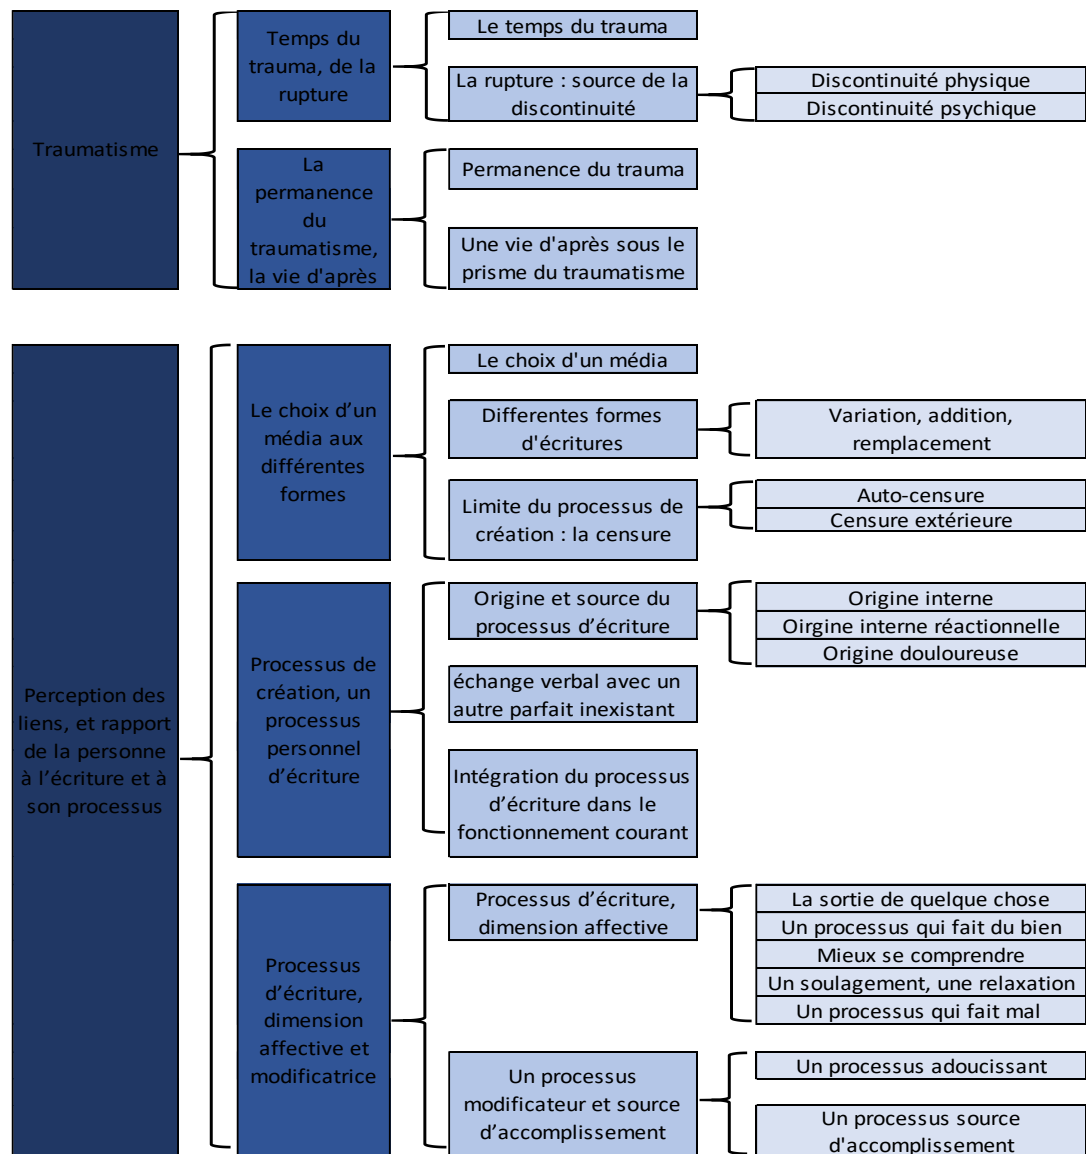 Traumatisme
Temps du
trauma, de la
rupture
Le temps du trauma
La rupture : source de la
discontinuité
Discontinuité physique
Discontinuité psychique
La
permanence
du
traumatisme,
la vie d'après
Permanence du trauma
Une vie d'après sous le
prisme du traumatisme
Perception des
liens, et rapport
de la personne
à l’écriture et à
son processus
Le choix d’un
média aux
différentes
formes
Le choix d'un média
Differentes formes
d'écritures
Variation, addition,
remplacement
Limite du processus de
création : la censure
Auto-censure
Censure extérieure
Processus de
création, un
processus
personnel
d’écriture
Origine et source du
processus d’écriture
Origine interne
Oirgine interne réactionnelle
Origine douloureuse
échange verbal avec un
autre parfait inexistant
Intégration du processus
d’écriture dans le
fonctionnement courant
Processus
d’écriture,
dimension
affective et
modificatrice
Processus d’écriture,
dimension affective
La sortie de quelque chose
Un processus qui fait du bien
Mieux se comprendre
Un soulagement, une relaxation
Un processus qui fait mal
Un processus
modificateur et source
d’accomplissement
Un processus adoucissant
Un processus source
d'accomplissement